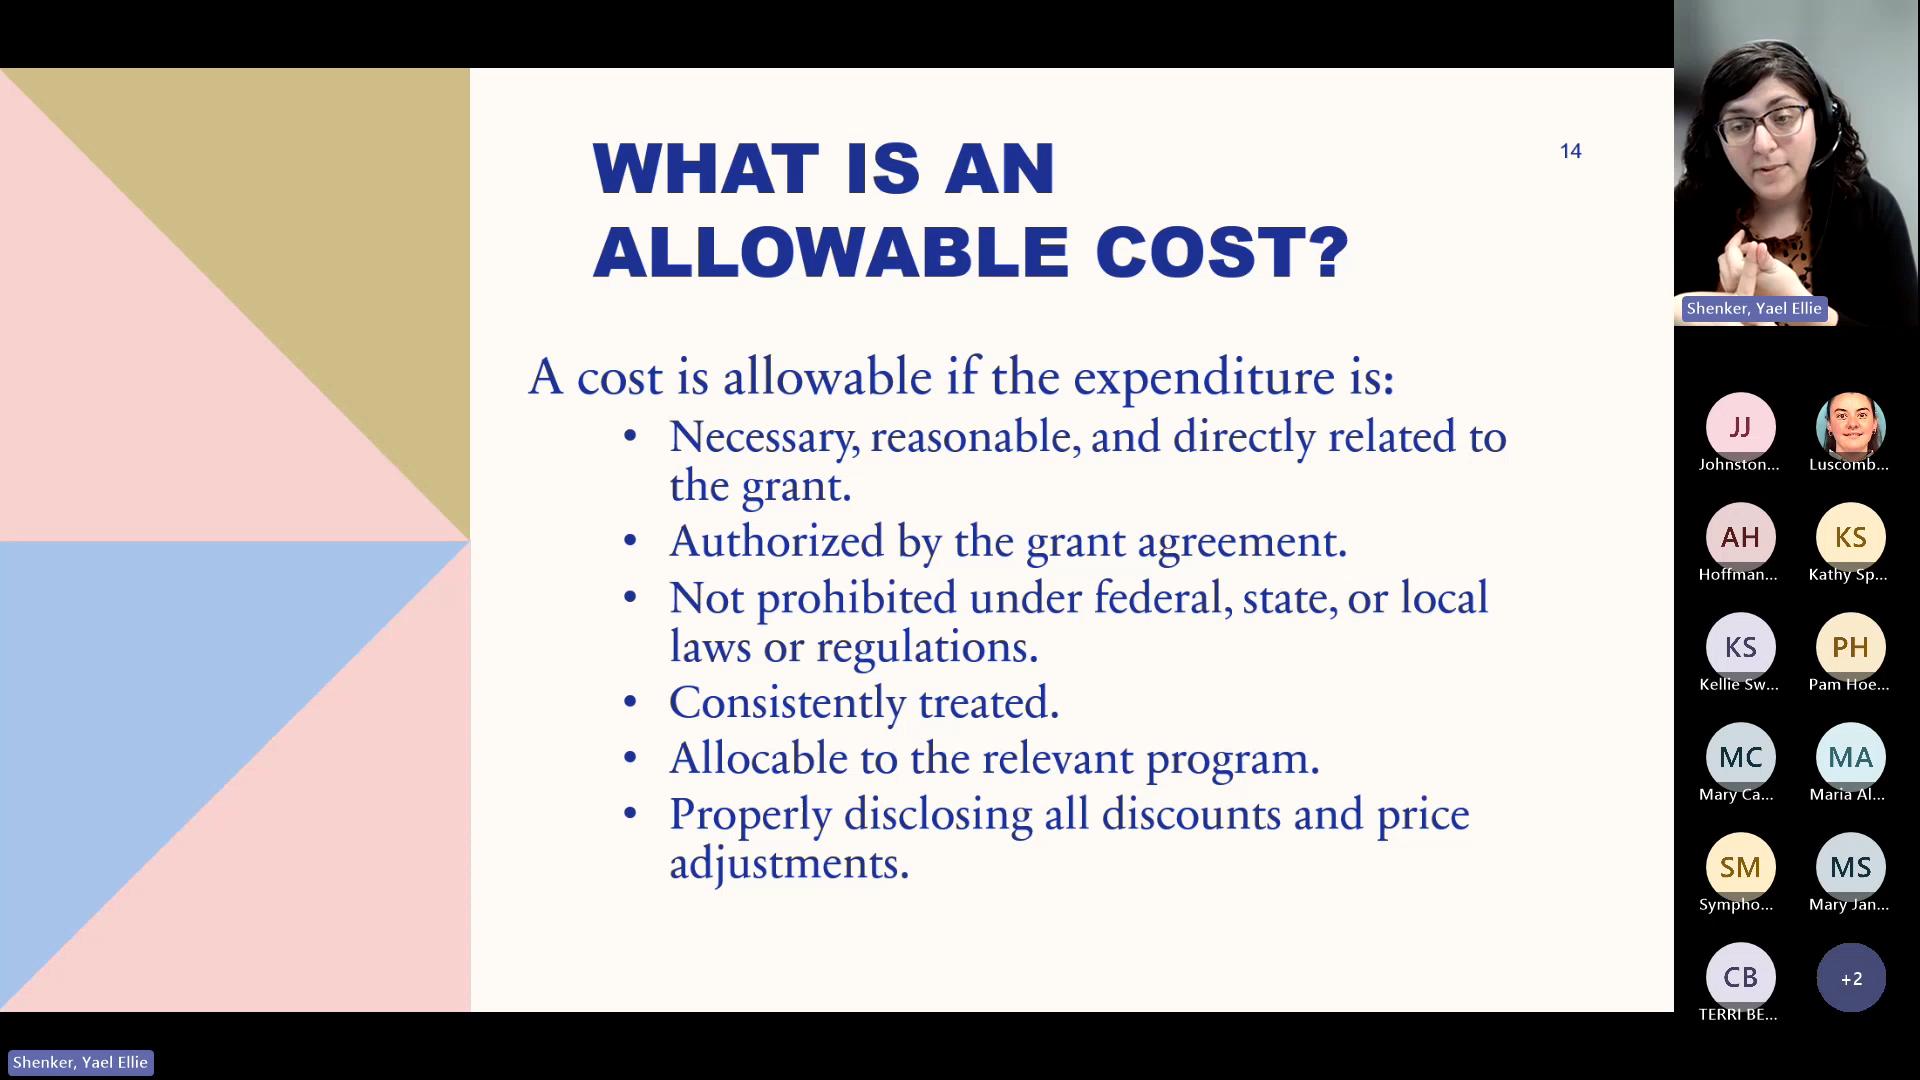 WHAT IS AN
ALLOWABLE COST?
14
A cost is allowable if the expenditure is:
• Necessary, reasonable, and directly related to
the grant.
• Authorized by the grant agreement.
• Not prohibited under federal, state, or local
laws or regulations.
• Consistently treated.
• Allocable to the relevant program.
• Properly disclosing all discounts and price
adjustments.
Shenker, Yael Ellie
JJ
Johnston...
Luscomb...
AH
Hoffman...
KS
Kathy Sp...
KS
Kellie Sw...
PH
Pam Hoe...
MC
Mary Ca...
MA
Maria Al...
SM
Sympho...
MS
Mary Jan...
CB
TERRI BE...
+2
Shenker, Yael Ellie